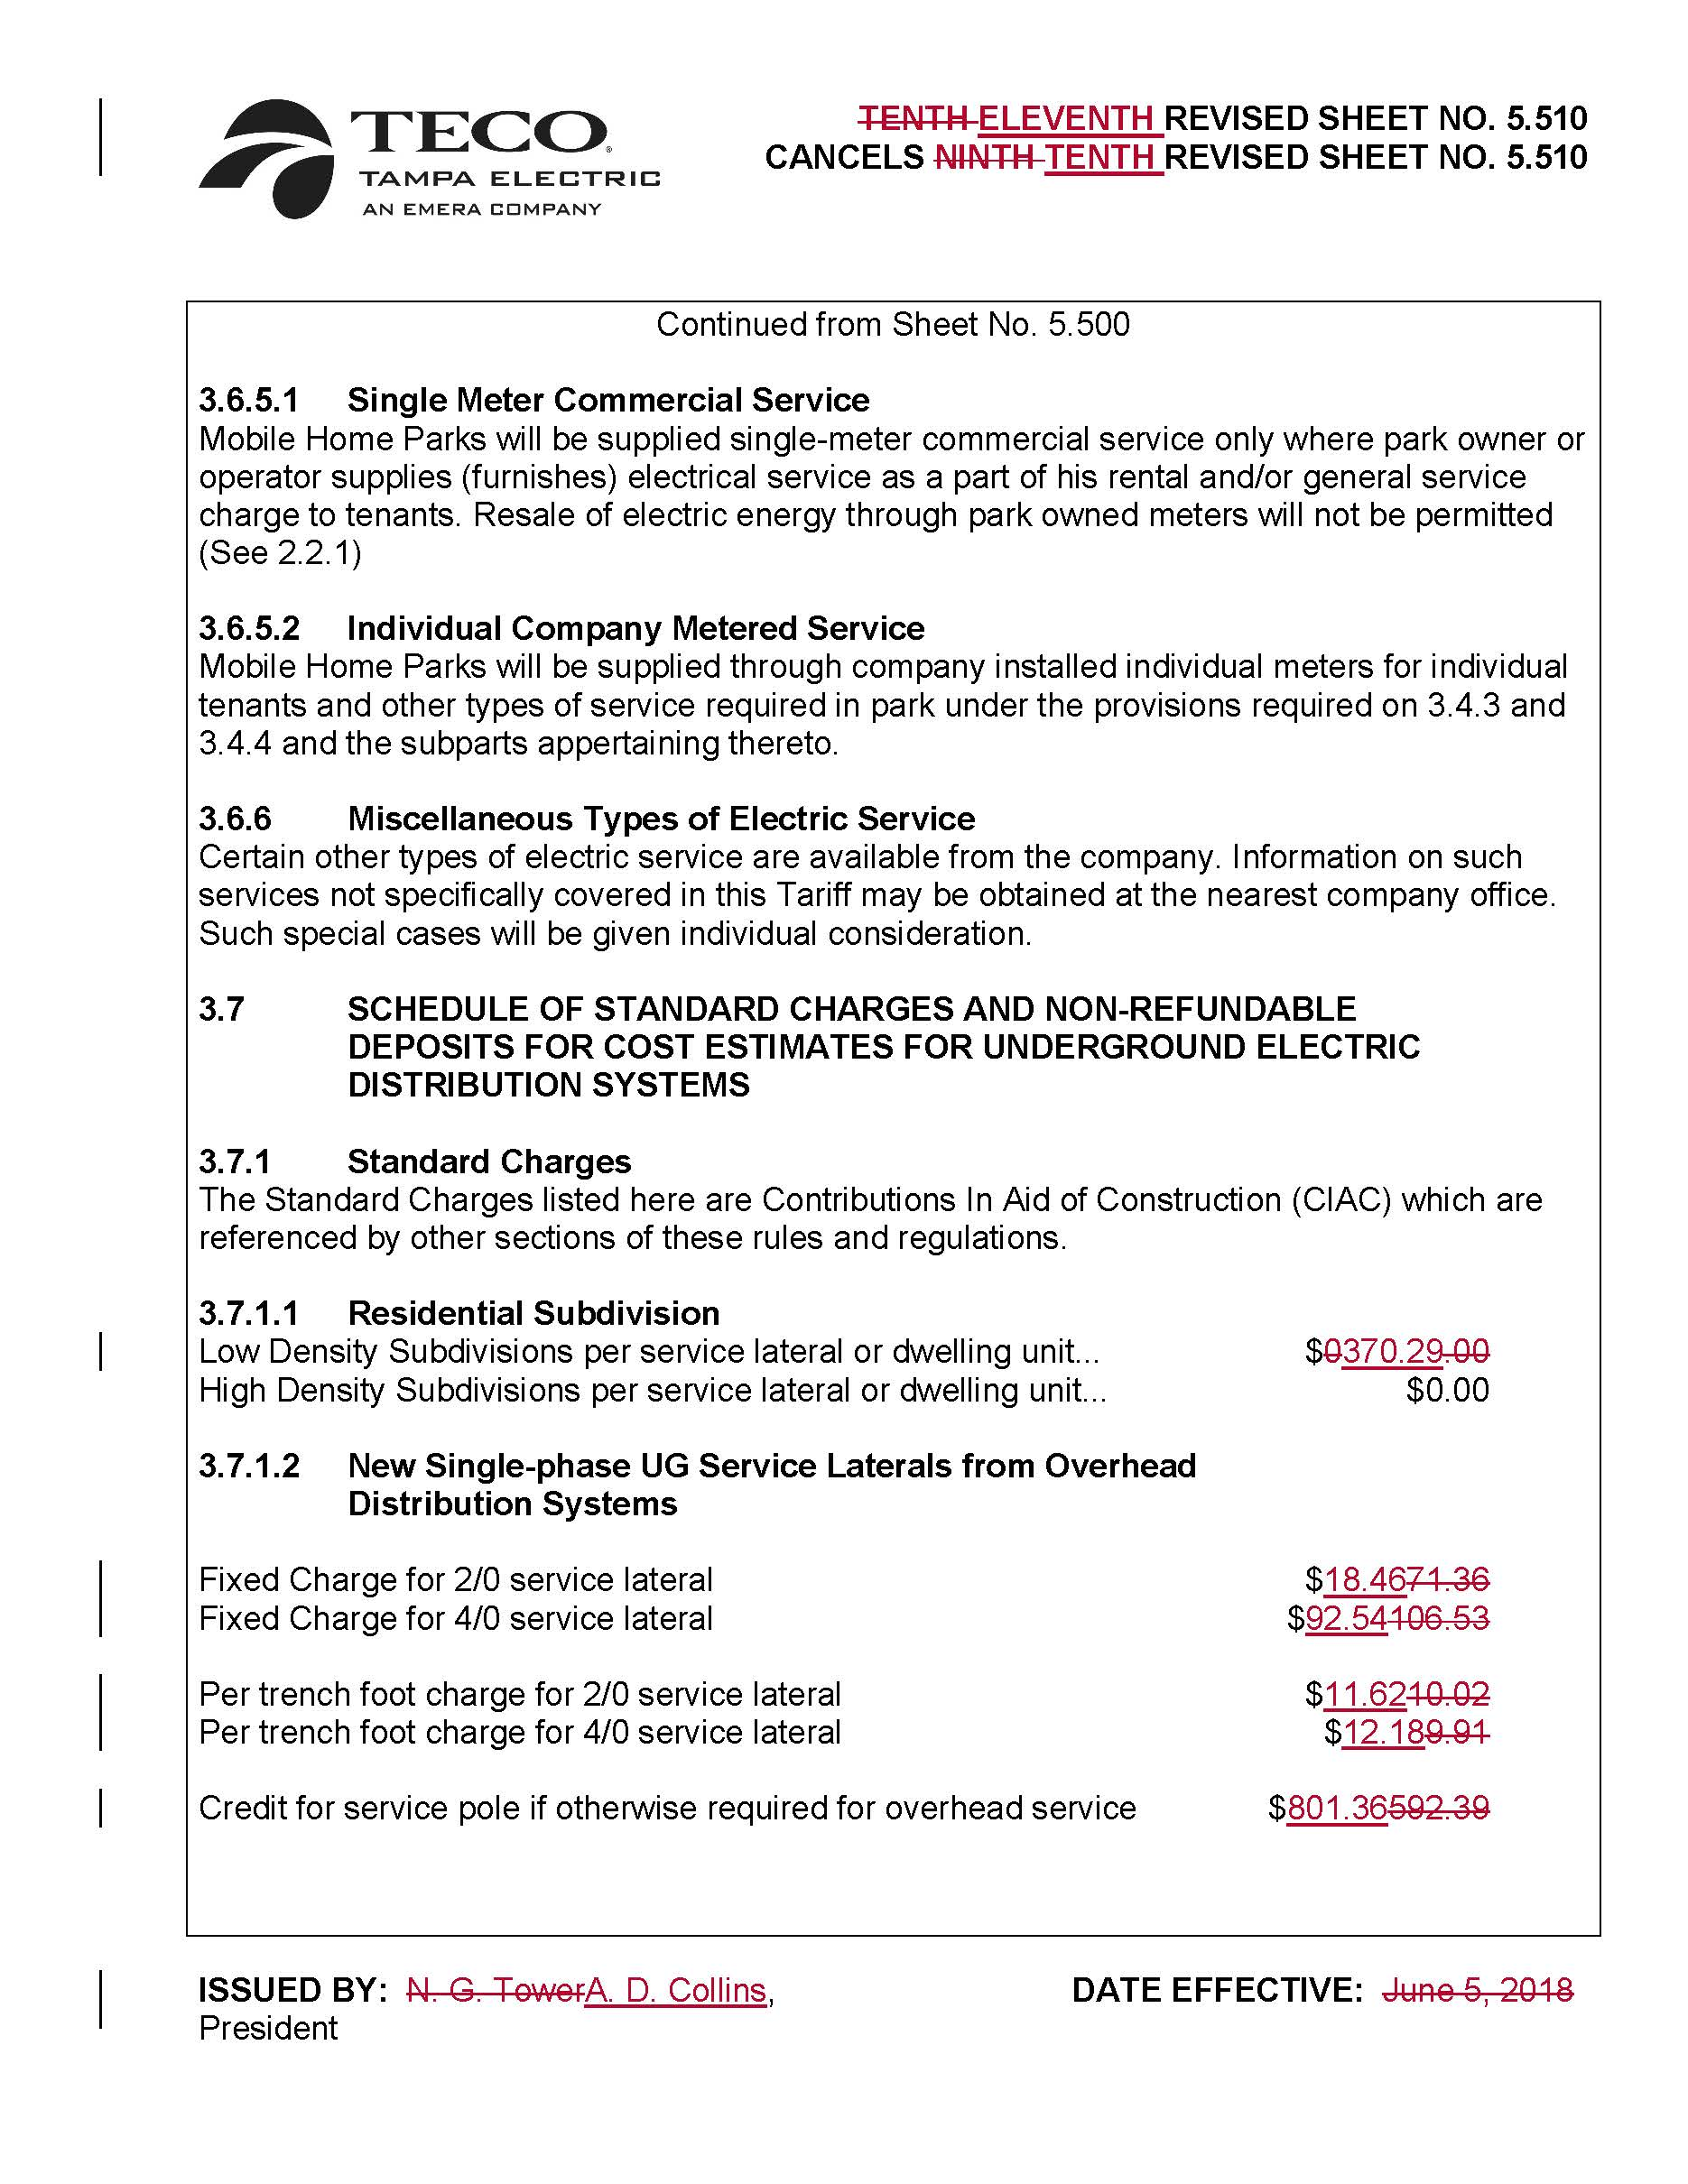 TECO®
TAMPA ELECTRIC
AN EMERA COMPANY
TENTH ELEVENTH REVISED SHEET NO. 5.510
CANCELS NINTH TENTH REVISED SHEET NO. 5.510
Continued from Sheet No. 5.500
3.6.5.1 Single Meter Commercial Service
Mobile Home Parks will be supplied single-meter commercial service only where park owner or
operator supplies (furnishes) electrical service as a part of his rental and/or general service
charge to tenants. Resale of electric energy through park owned meters will not be permitted
(See 2.2.1)
3.6.5.2 Individual Company Metered Service
Mobile Home Parks will be supplied through company installed individual meters for individual
tenants and other types of service required in park under the provisions required on 3.4.3 and
3.4.4 and the subparts appertaining thereto.
3.6.6 Miscellaneous Types of Electric Service
Certain other types of electric service are available from the company. Information on such
services not specifically covered in this Tariff may be obtained at the nearest company office.
Such special cases will be given individual consideration.
3.7 SCHEDULE OF STANDARD CHARGES AND NON-REFUNDABLE
DEPOSITS FOR COST ESTIMATES FOR UNDERGROUND ELECTRIC
DISTRIBUTION SYSTEMS
3.7.1 Standard Charges
The Standard Charges listed here are Contributions In Aid of Construction (CIAC) which are
referenced by other sections of these rules and regulations.
3.7.1.1 Residential Subdivision
Low Density Subdivisions per service lateral or dwelling unit... $0370.29.00
High Density Subdivisions per service lateral or dwelling unit... $0.00
3.7.1.2 New Single-phase UG Service Laterals from Overhead
Distribution Systems
Fixed Charge for 2/0 service lateral $18.4671.36
Fixed Charge for 4/0 service lateral $92.54106.53
Per trench foot charge for 2/0 service lateral $11.6210.02
Per trench foot charge for 4/0 service lateral $12.189.91
Credit for service pole if otherwise required for overhead service $801.36592.39
ISSUED BY: N. G. TowerA. D. Collins, DATE EFFECTIVE: June 5, 2018
President